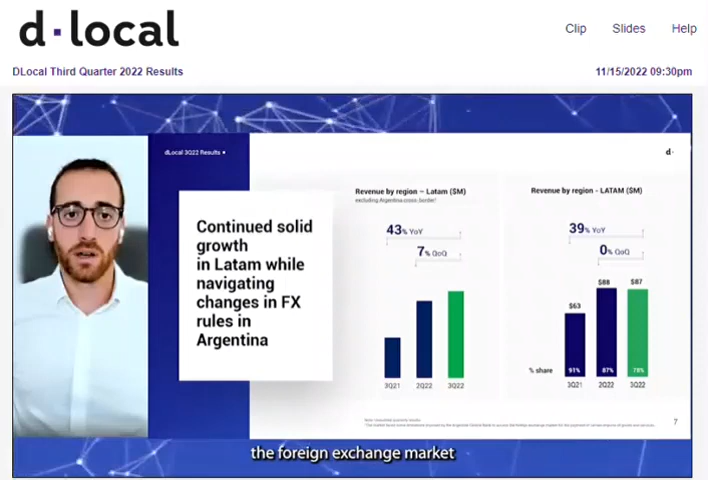 d·local
Clip Slides Help
DLocal Third Quarter 2022 Results
11/15/2022 09:30pm
dLocal 3Q22 Results
d·
Continued solid
growth
in Latam while
navigating
changes in FX
rules in
Argentina
Revenue by region – Latam ($M)
excluding Argentina cross-border¹
43% YoY
7% QoQ
3Q21 2Q22 3Q22
Revenue by region - LATAM ($M)
39% YoY
0% QoQ
$63 $88 $87
% share 91% 87% 78%
3Q21 2Q22 3Q22
7
the foreign exchange market